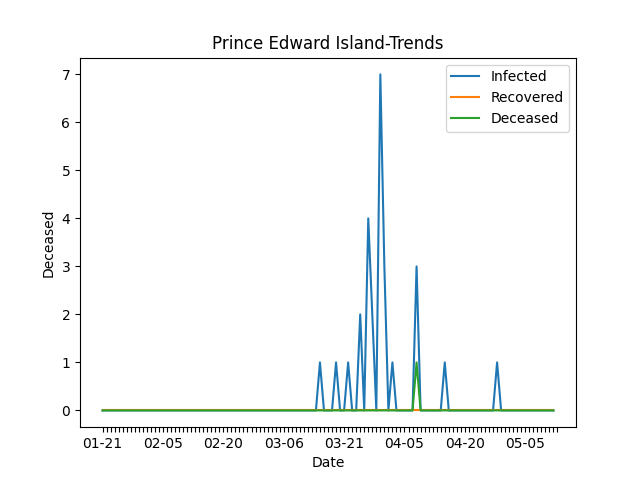 Prince Edward Island-Trends
Infected
Recovered
Deceased
7
6
5
4
3
2
1
0
Deceased
01-21 02-05 02-20 03-06 03-21 04-05 04-20 05-05
Date